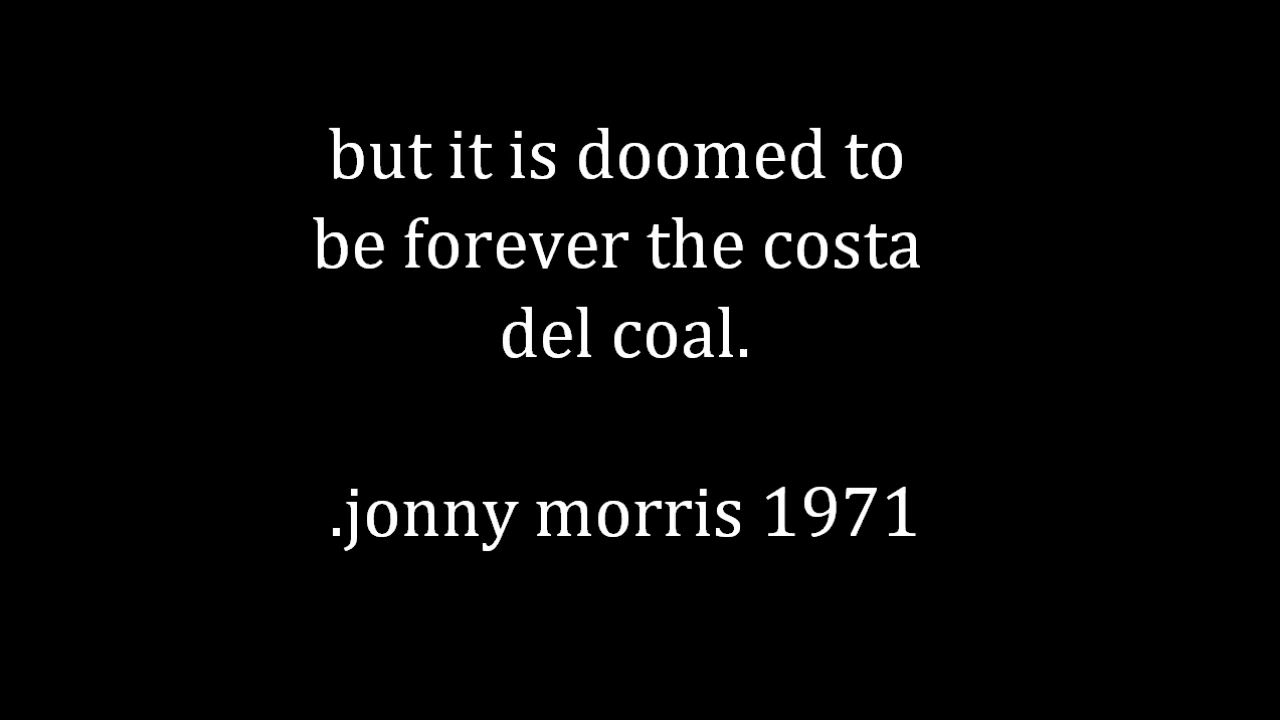 but it is doomed to
be forever the costa
del coal.
.jonny morris 1971